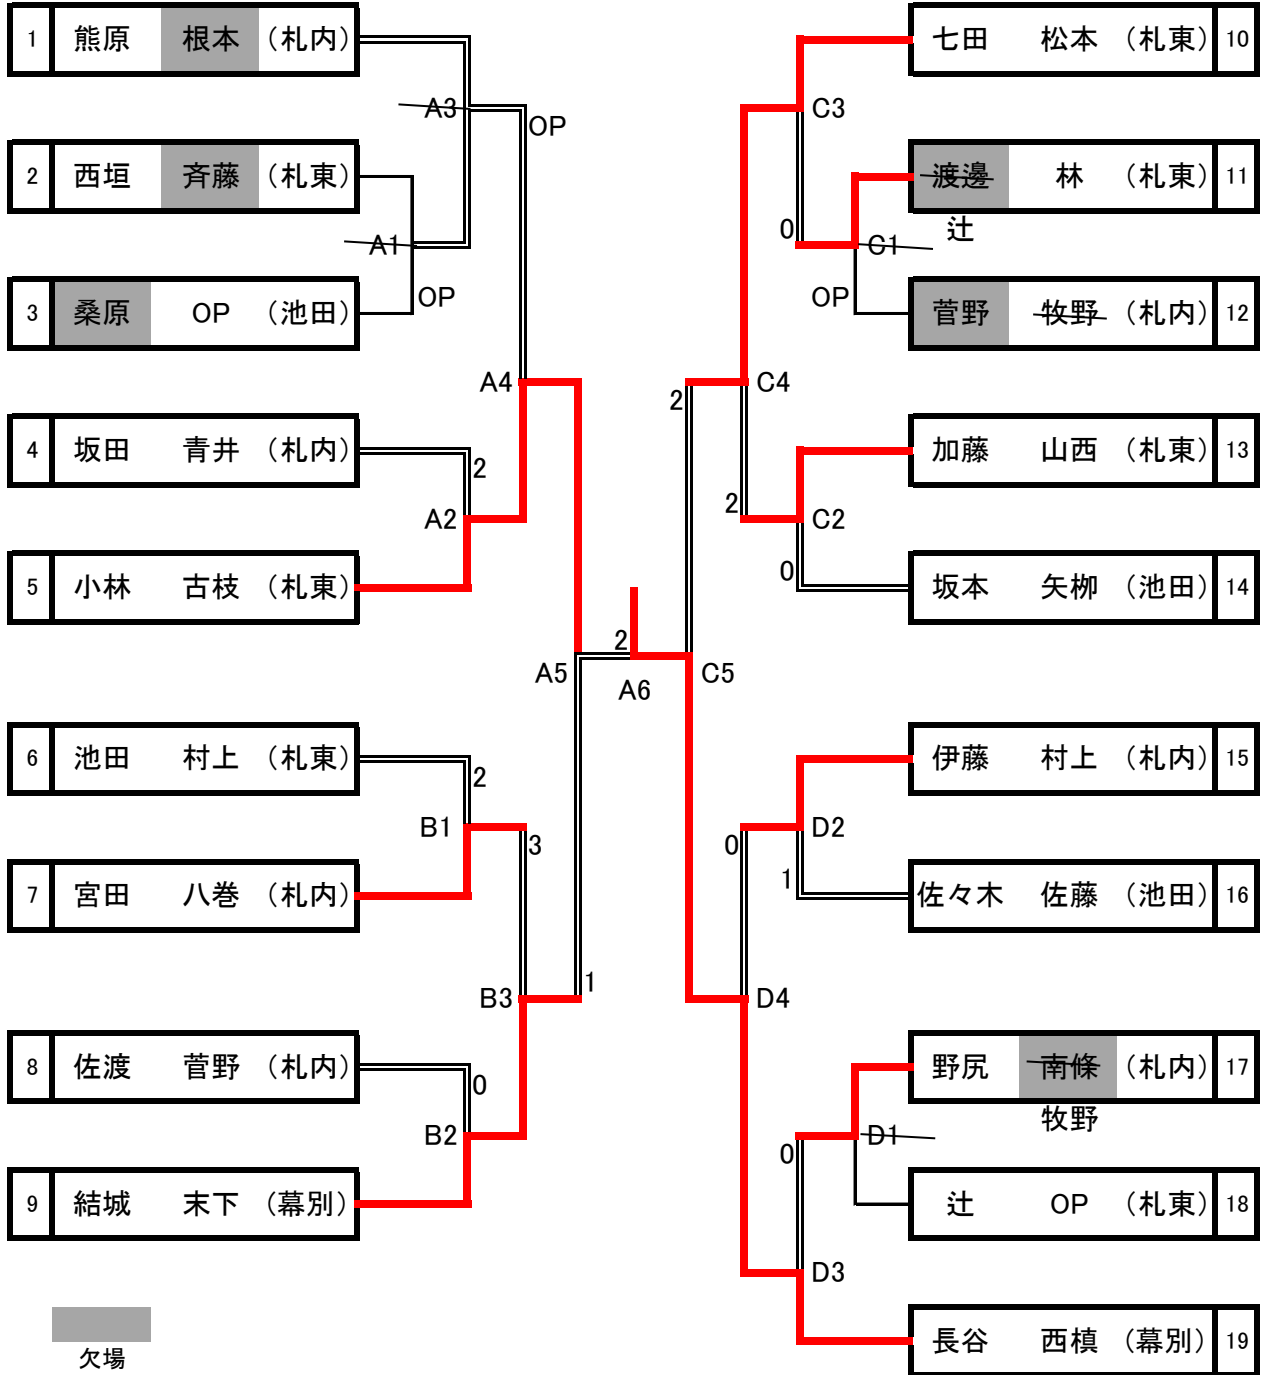 1 熊原 根本 (札内)
A3
OP
2 西垣 斉藤 (札東)
A1
OP
3 桑原 OP (池田)
A4
4 坂田 青井 (札内)
2
A2
5 小林 古枝 (札東)
A5
2
A6
6 池田 村上 (札東)
2
B1
3
7 宮田 八巻 (札内)
B3
1
8 佐渡 菅野 (札内)
0
B2
9 結城 末下 (幕別)
欠場
七田 松本 (札東) 10
C3
渡邊 林 (札東) 11
辻
0
C1
OP
菅野 牧野 (札内) 12
2
C4
加藤 山西 (札東) 13
2
C2
0
坂本 矢栁 (池田) 14
C5
伊藤 村上 (札内) 15
0
D2
1
佐々木 佐藤 (池田) 16
D4
野尻 南條 (札内) 17
牧野
0
D1
辻 OP (札東) 18
D3
長谷 西槙 (幕別) 19